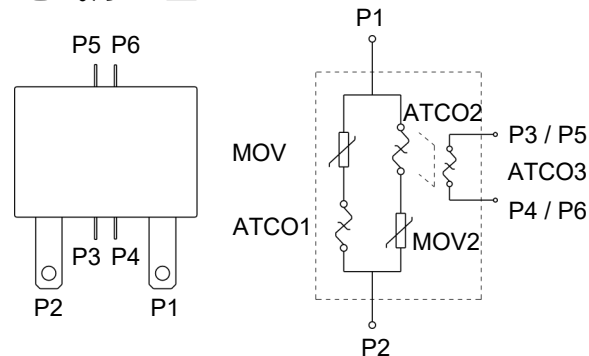 P5 P6
P3 P4
P2 P1
P1
ATCO2
MOV
P3 / P5
ATCO3
P4 / P6
ATCO1
MOV2
P2